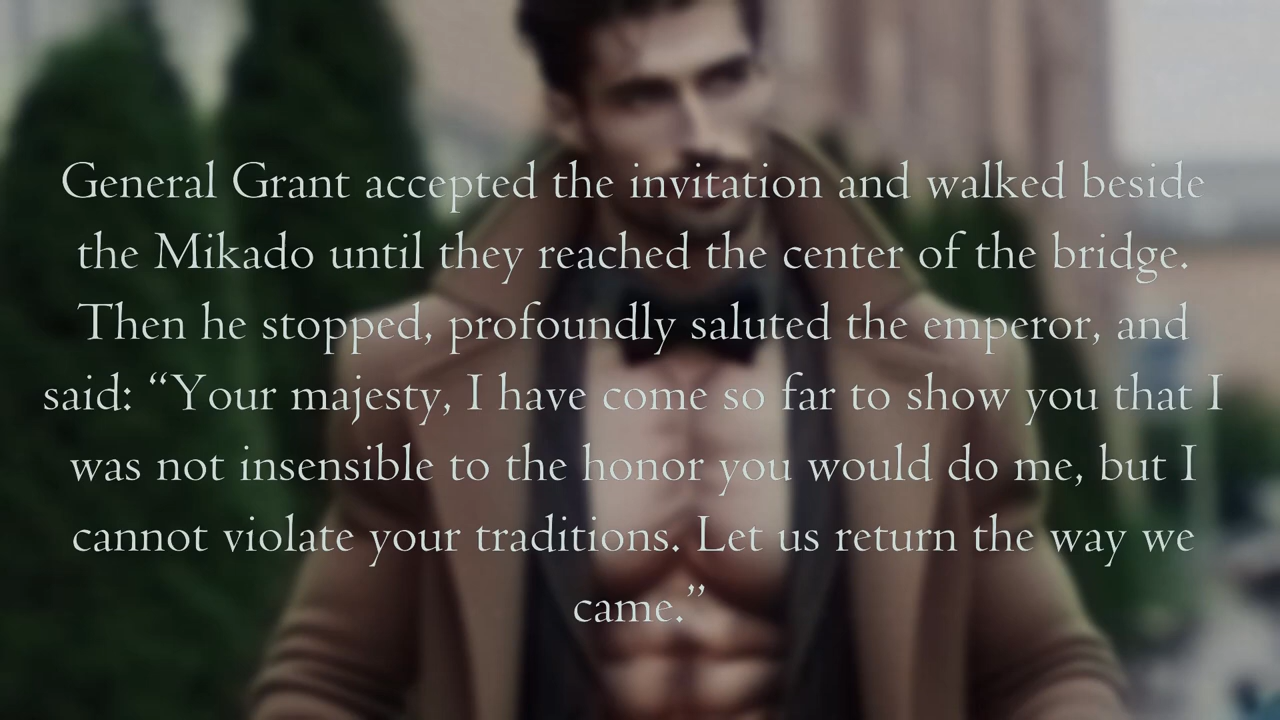 General Grant accepted the invitation and walked beside
the Mikado until they reached the center of the bridge.
Then he stopped, profoundly saluted the emperor, and
said: “Your majesty, I have come so far to show you that I
was not insensible to the honor you would do me, but I
cannot violate your traditions. Let us return the way we
came.”